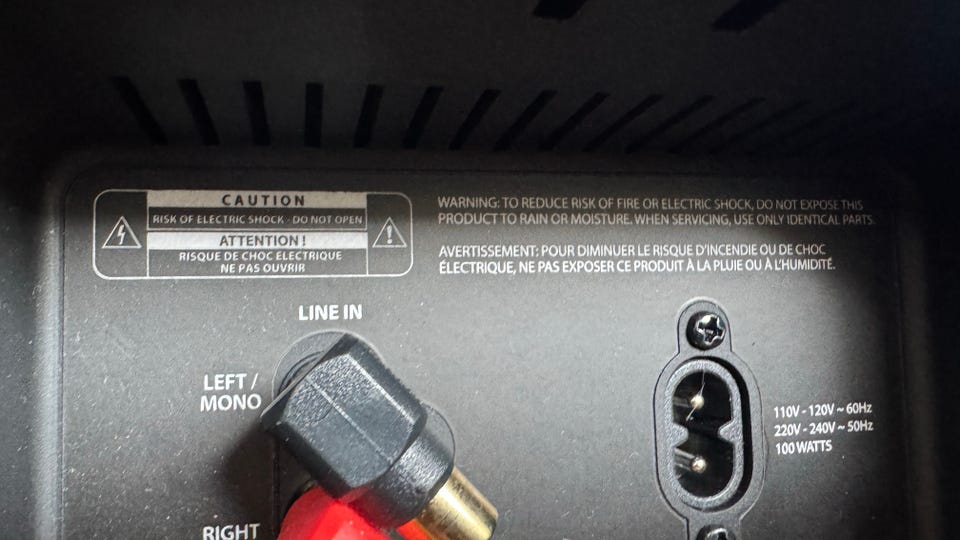 CAUTION
RISK OF ELECTRIC SHOCK - DO NOT OPEN
ATTENTION !
RISQUE DE CHOC ELECTRIQUE
NE PAS OUVRIR
WARNING: TO REDUCE RISK OF FIRE OR ELECTRIC SHOCK, DO NOT EXPOSE THIS
PRODUCT TO RAIN OR MOISTURE. WHEN SERVICING, USE ONLY IDENTICAL PARTS.
AVERTISSEMENT: POUR DIMINUER LE RISQUE D'INCENDIE OU DE CHOC
ÉLECTRIQUE, NE PAS EXPOSER CE PRODUIT À LA PLUIE OU À L'HUMIDITÉ.
LINE IN
LEFT /
MONO
RIGHT
110V - 120V ~ 60Hz
220V - 240V ~ 50Hz
100 WATTS